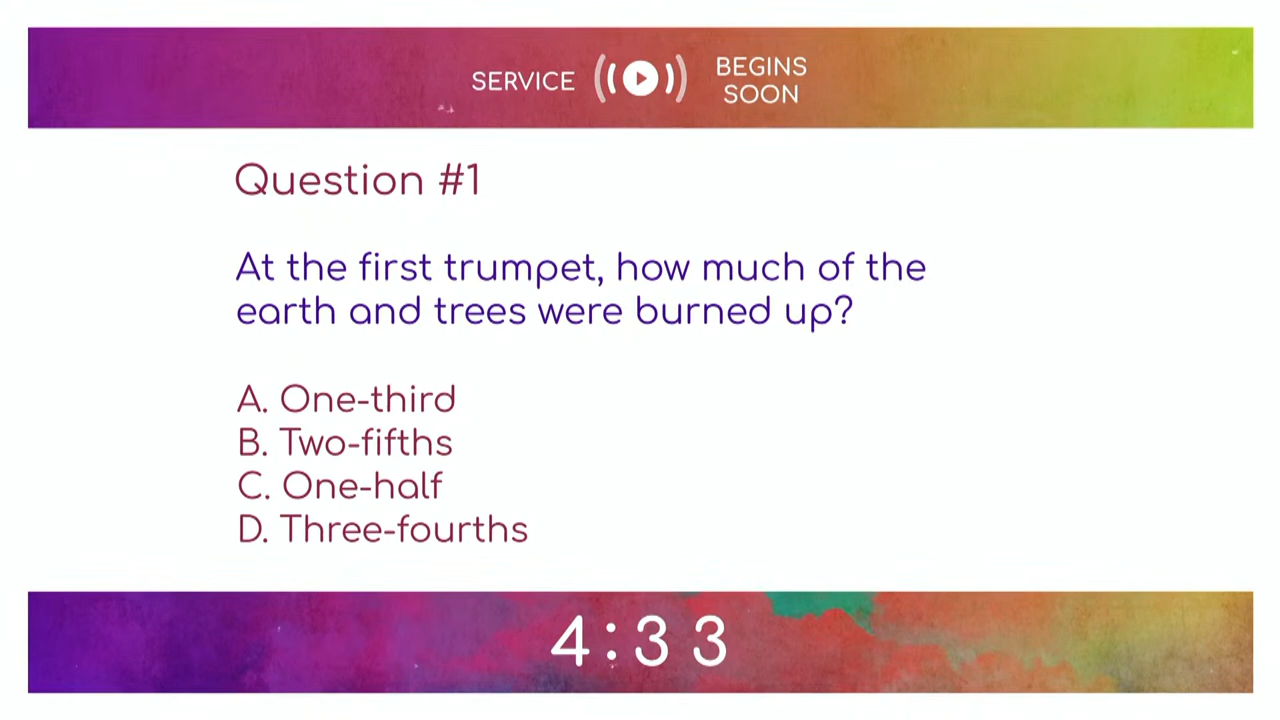 SERVICE
BEGINS
SOON
Question #1
At the first trumpet, how much of the
earth and trees were burned up?
A. One-third
B. Two-fifths
C. One-half
D. Three-fourths
4:33